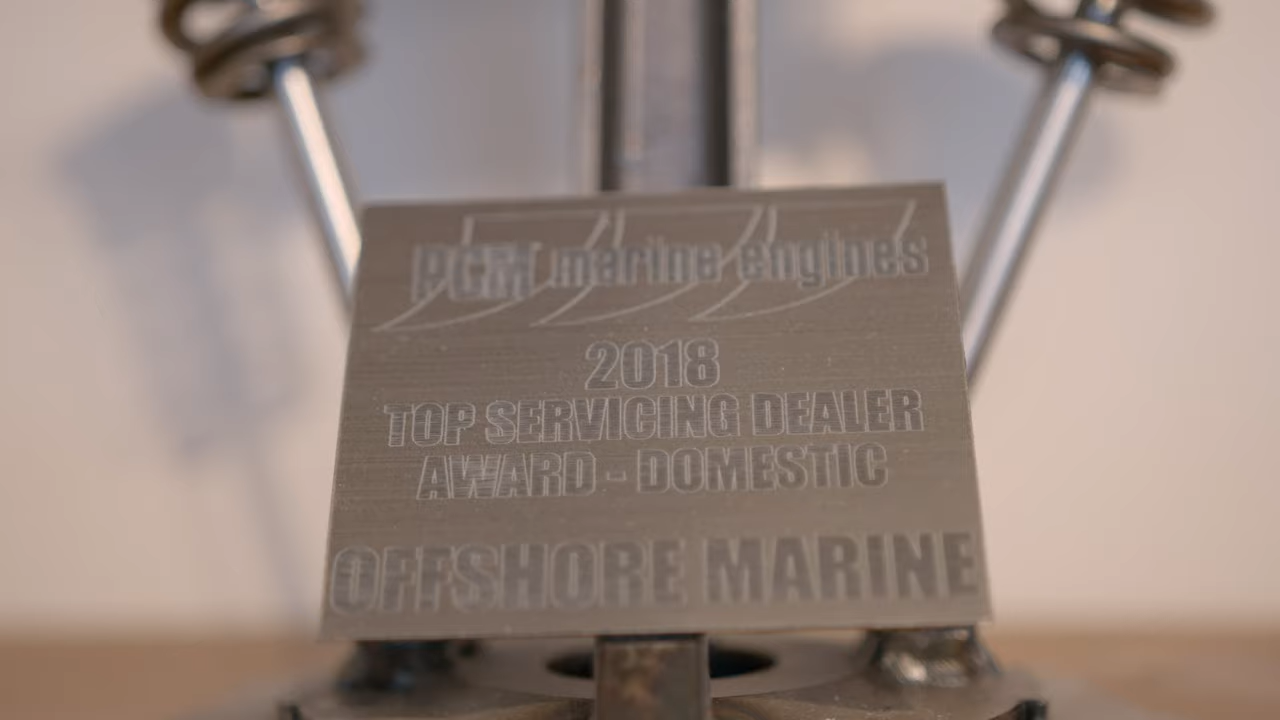 PCM marine engines
2018
TOP SERVICING DEALER
AWARD - DOMESTIC
OFFSHORE MARINE